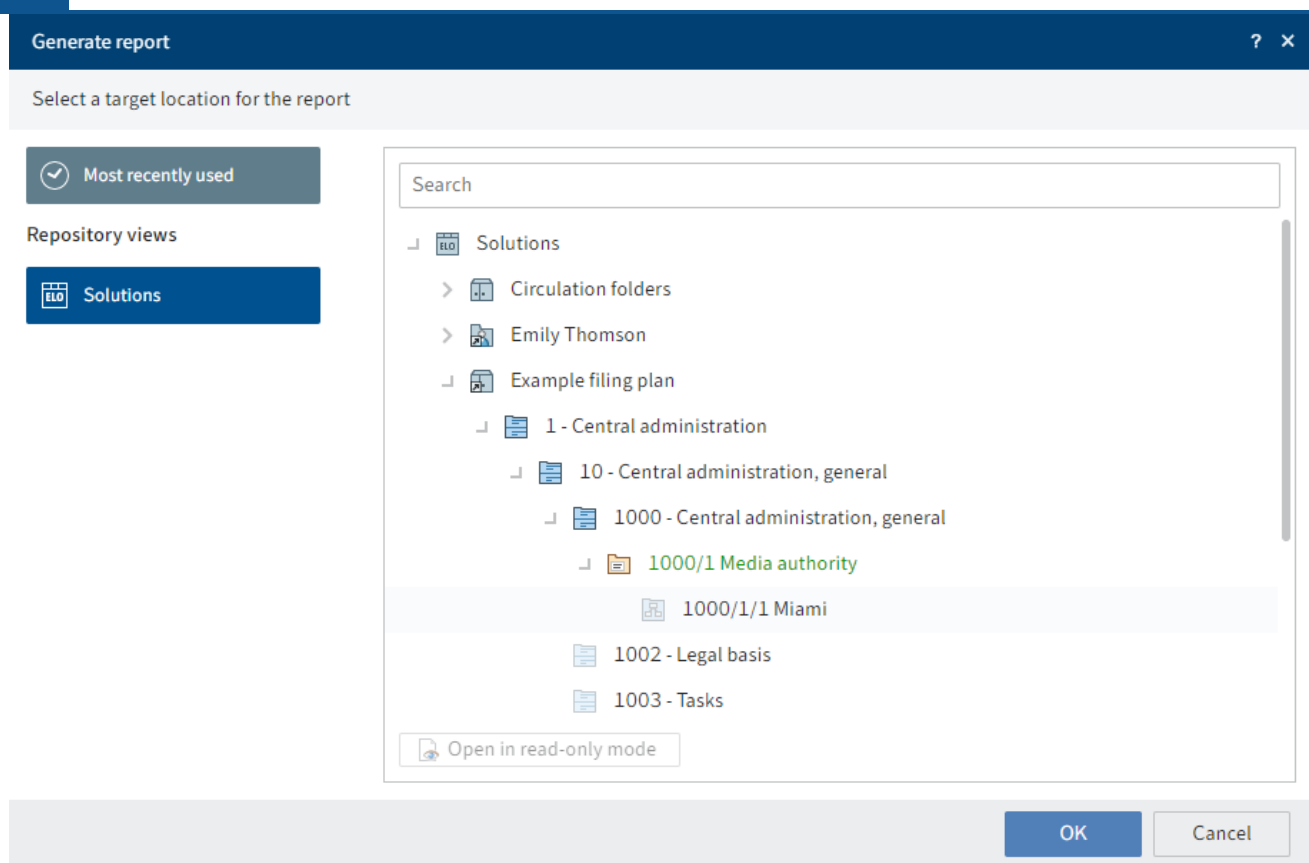 Generate report
? ×
Select a target location for the report
Most recently used
Repository views
ELO Solutions
Search
ELO Solutions
Circulation folders
Emily Thomson
Example filing plan
1 - Central administration
10 - Central administration, general
1000 - Central administration, general
1000/1 Media authority
1000/1/1 Miami
1002 - Legal basis
1003 - Tasks
Open in read-only mode
OK Cancel